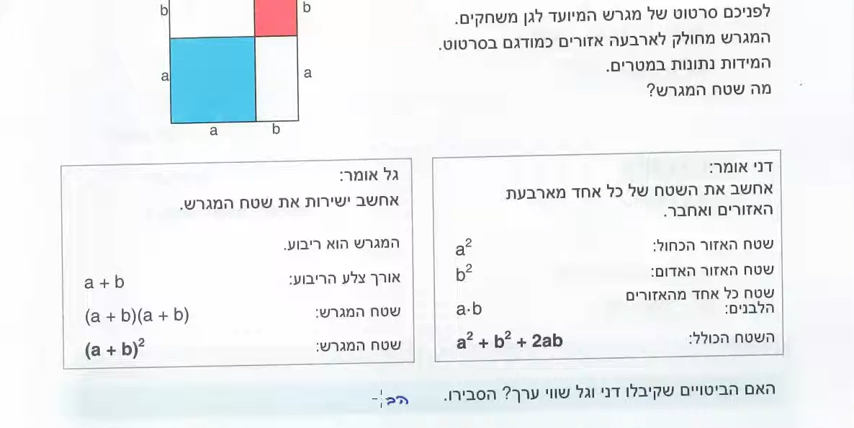 לפניכם סרטוט של מגרש המיועד לגן משחקים.
המגרש מחולק לארבעה אזורים כמודגם בסרטוט.
המידות נתונות במטרים.
מה שטח המגרש?
b
b
a
a
a
b
דני אומר:
אחשב את השטח של כל אחד מארבעת
האזורים ואחבר.
שטח האזור הכחול: a²
שטח האזור האדום: b²
שטח כל אחד מהאזורים
הלבנים: a·b
השטח הכולל: a² + b² + 2ab
גל אומר:
אחשב ישירות את שטח המגרש.
המגרש הוא ריבוע.
אורך צלע הריבוע: a + b
שטח המגרש: (a + b)(a + b)
שטח המגרש: (a + b)²
האם הביטויים שקיבלו דני וגל שווי ערך? הסבירו.